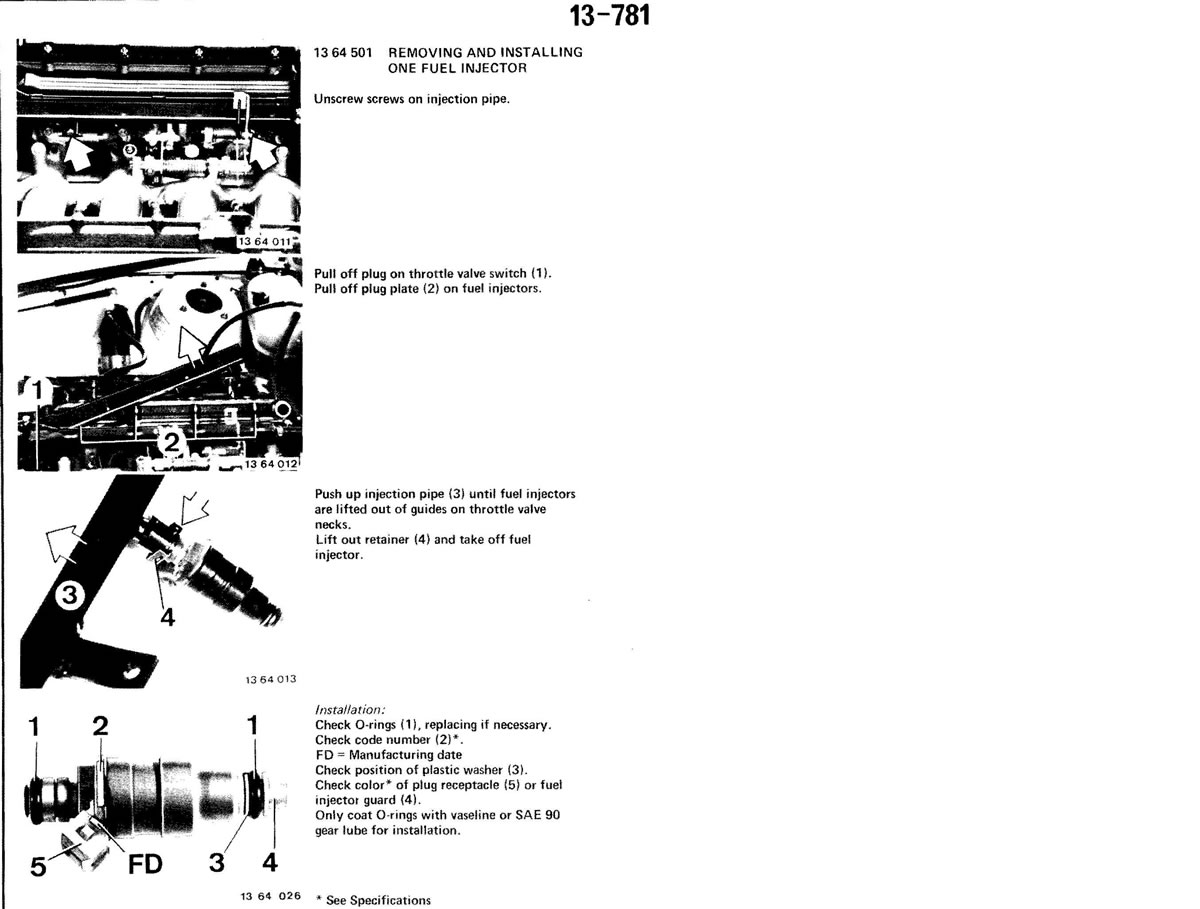 13-781
13 64 501 REMOVING AND INSTALLING
ONE FUEL INJECTOR
Unscrew screws on injection pipe.
13 64 011
Pull off plug on throttle valve switch (1).
Pull off plug plate (2) on fuel injectors.
1
2
13 64 012
Push up injection pipe (3) until fuel injectors
are lifted out of guides on throttle valve
necks.
Lift out retainer (4) and take off fuel
injector.
3
4
13 64 013
Installation:
Check O-rings (1), replacing if necessary.
Check code number (2)*.
FD = Manufacturing date
Check position of plastic washer (3).
Check color* of plug receptacle (5) or fuel
injector guard (4).
Only coat O-rings with vaseline or SAE 90
gear lube for installation.
1 2 1
5 FD 3 4
13 64 026
* See Specifications